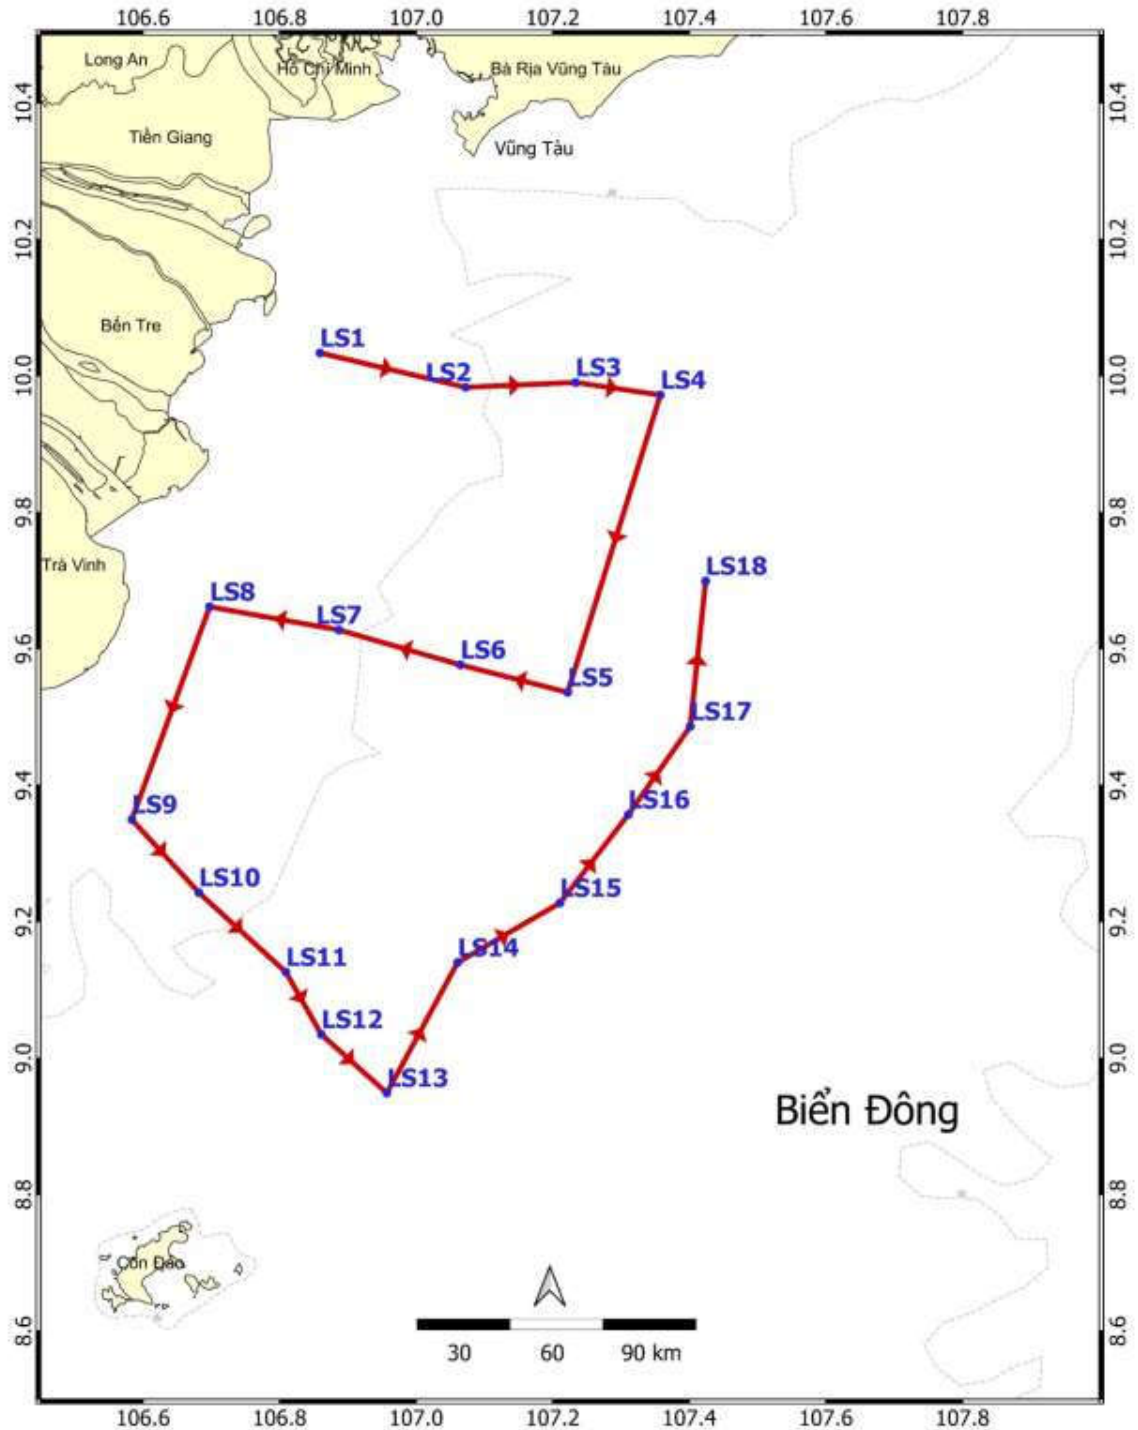 106.6 106.8 107.0 107.2 107.4 107.6 107.8
Long An
Hồ Chí Minh
Bà Rịa Vũng Tàu
10.4 10.4
Tiền Giang
Vũng Tàu
10.2 10.2
Bến Tre
LS1
LS2
LS3
LS4
10.0 10.0
9.8 9.8
Trà Vinh
LS18
LS8
LS7
LS6
9.6 9.6
LS5
LS17
9.4 9.4
LS9
LS16
LS10
LS15
9.2 9.2
LS14
LS11
LS12
9.0 9.0
LS13
Biển Đông
8.8 8.8
Côn Đảo
8.6 8.6
30 60 90 km
106.6 106.8 107.0 107.2 107.4 107.6 107.8